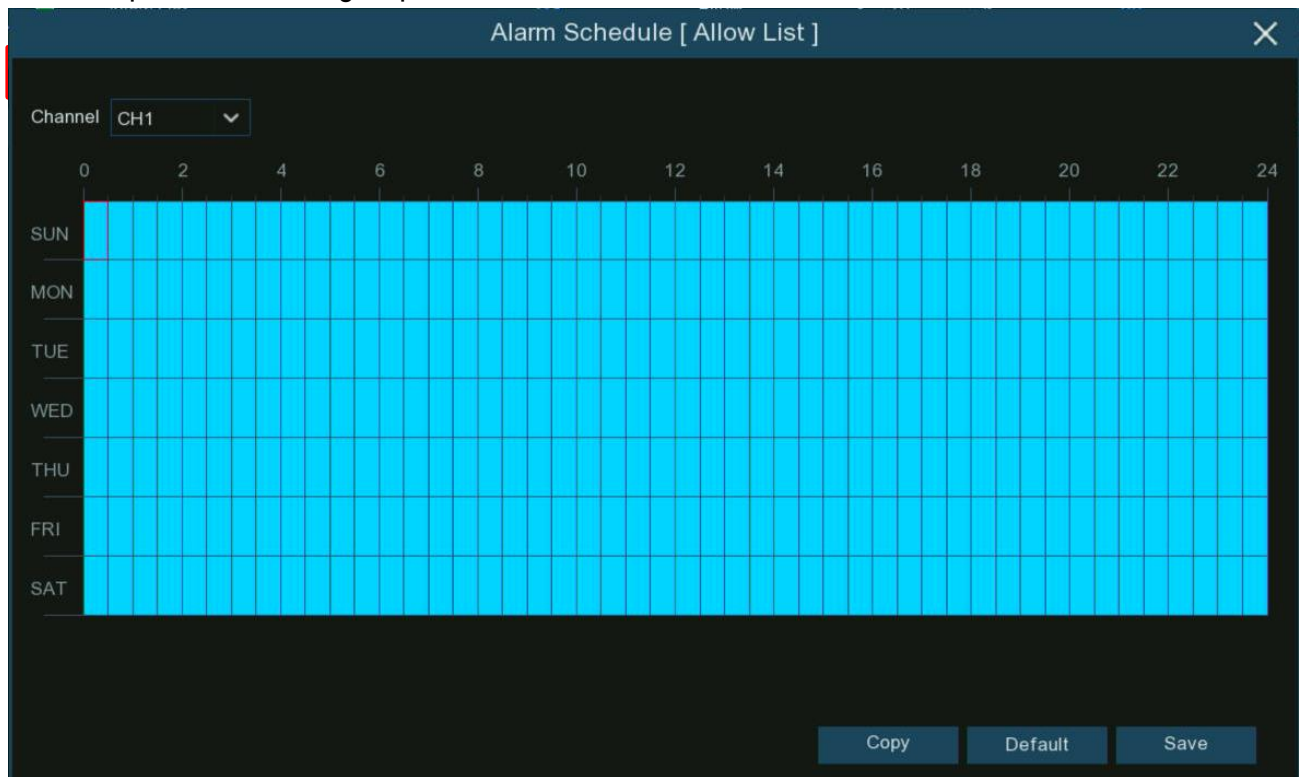 Alarm Schedule [ Allow List ]
Channel CH1
0 2 4 6 8 10 12 14 16 18 20 22 24
SUN
MON
TUE
WED
THU
FRI
SAT
Copy Default Save